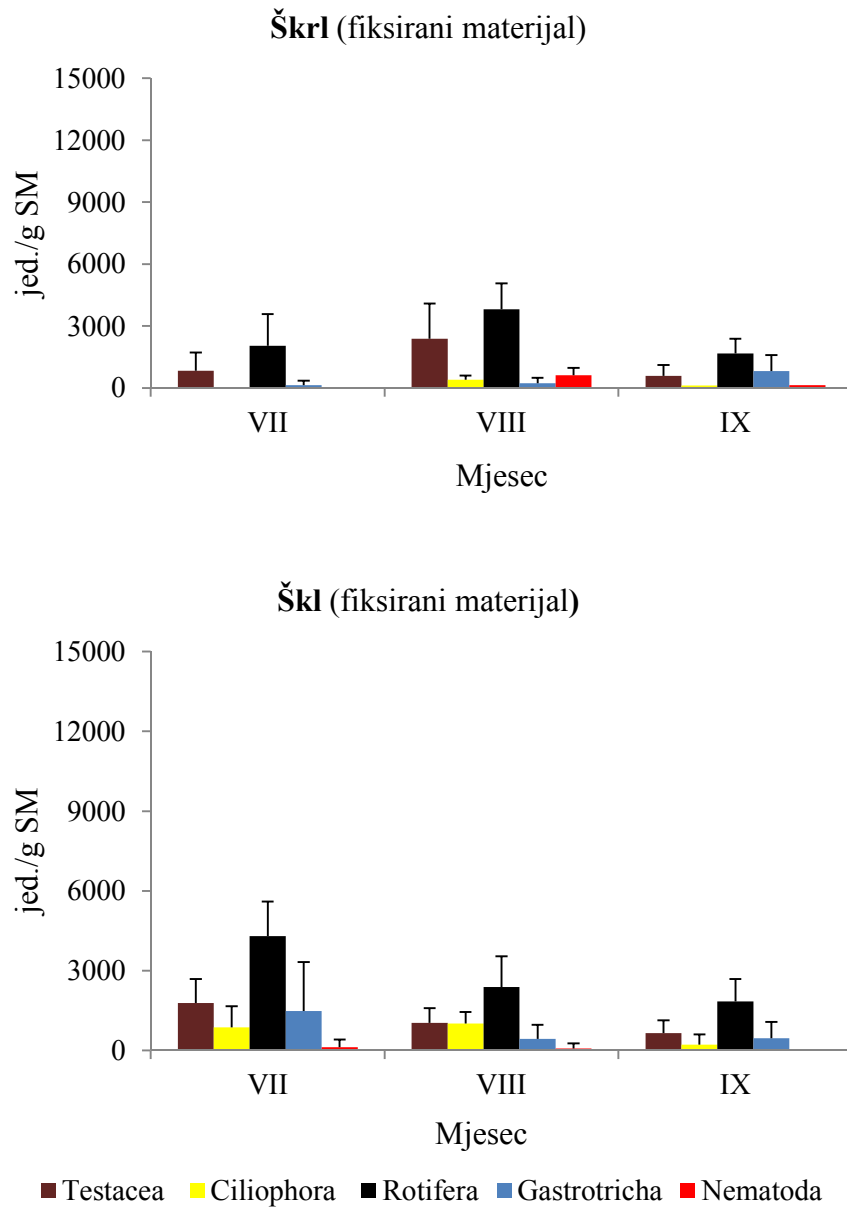 Škrl (fiksirani materijal)
15000
12000
9000
6000
3000
0
jed./g SM
VII VIII IX
Mjesec
Škl (fiksirani materijal)
15000
12000
9000
6000
3000
0
jed./g SM
VII VIII IX
Mjesec
Testacea Ciliophora Rotifera Gastrotricha Nematoda